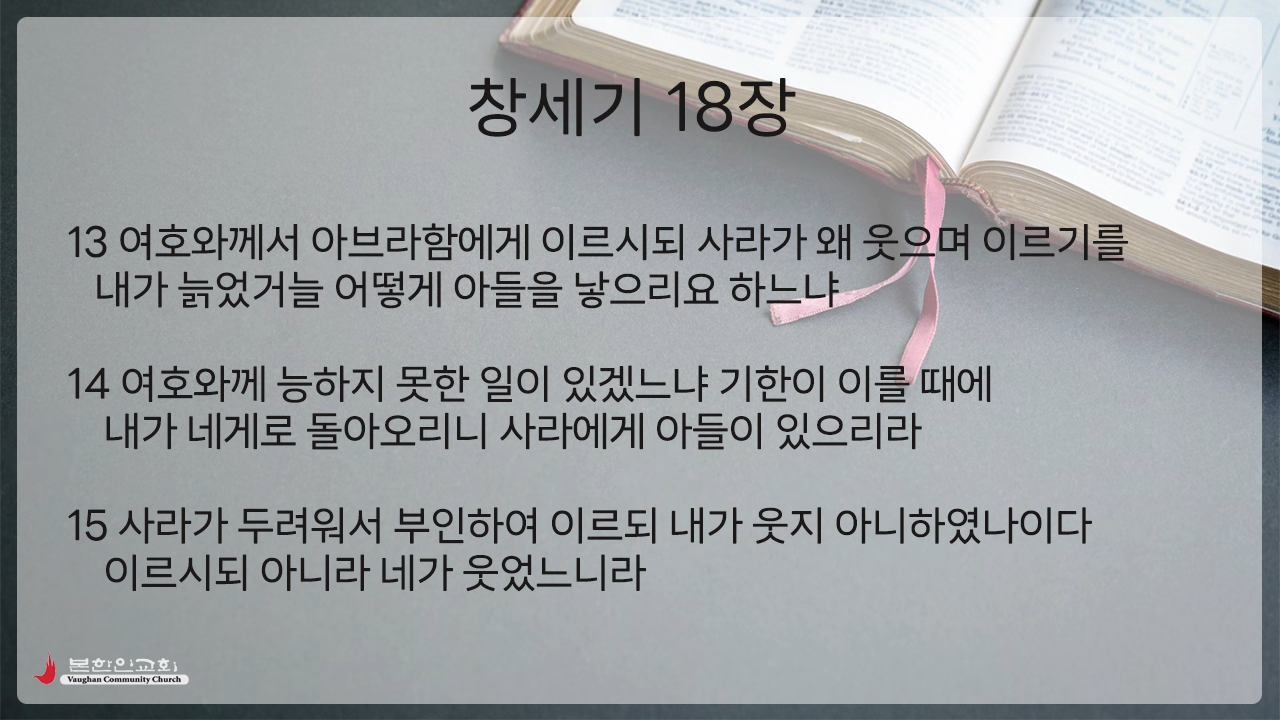 창세기 18장
13 여호와께서 아브라함에게 이르시되 사라가 왜 웃으며 이르기를
내가 늙었거늘 어떻게 아들을 낳으리요 하느냐
14 여호와께 능하지 못한 일이 있겠느냐 기한이 이를 때에
내가 네게로 돌아오리니 사라에게 아들이 있으리라
15 사라가 두려워서 부인하여 이르되 내가 웃지 아니하였나이다
이르시되 아니라 네가 웃었느니라
본한인교회
Vaughan Community Church